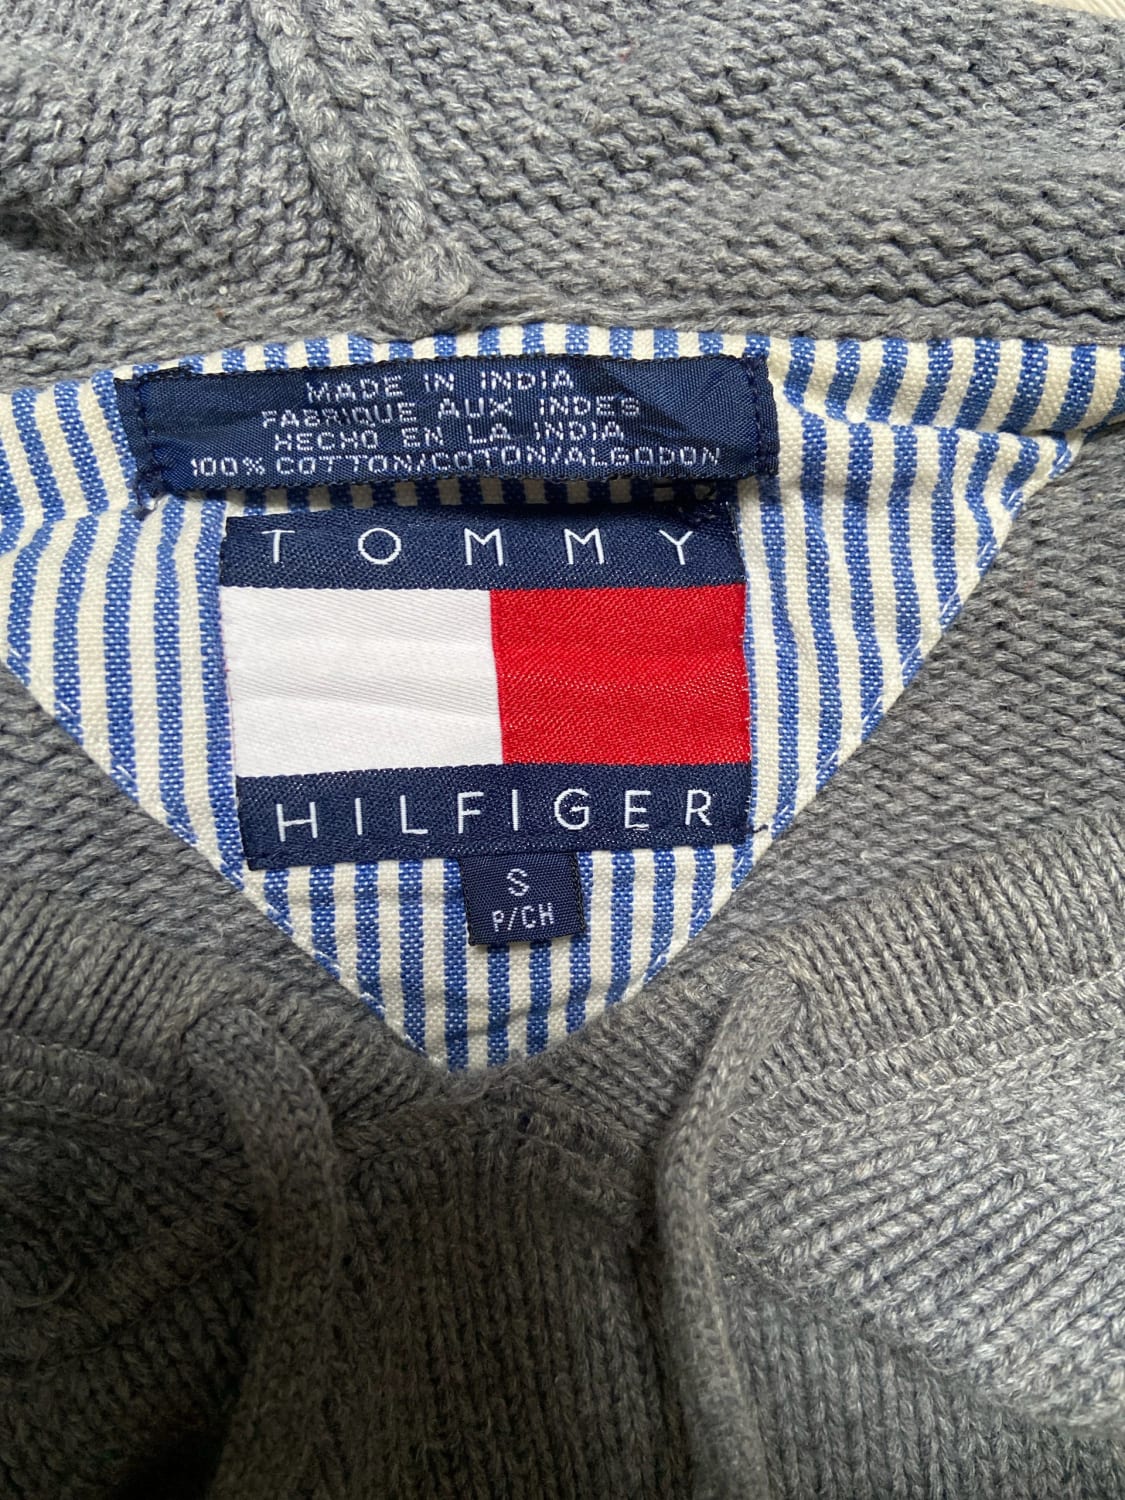 MADE IN INDIA
FABRIQUE AUX INDES
HECHO EN LA INDIA
100% COTTON/COTON/ALGODON
TOMMY
HILFIGER
S
P/CH